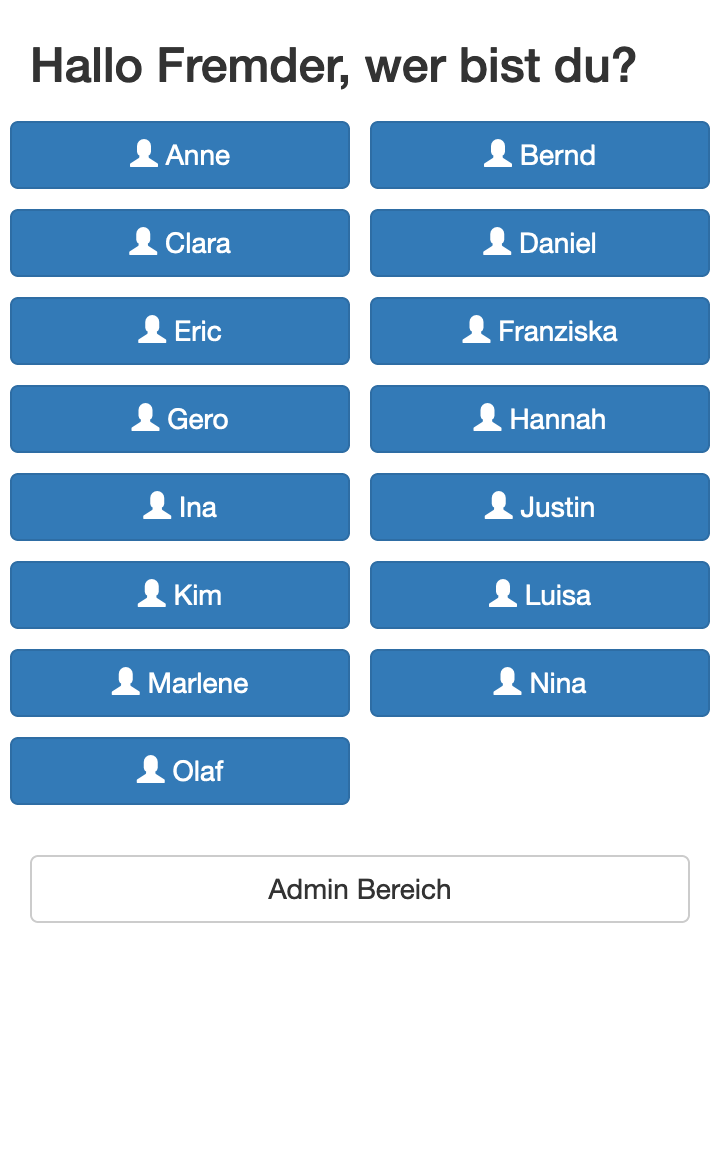 Hallo Fremder, wer bist du?
Anne
Bernd
Clara
Daniel
Eric
Franziska
Gero
Hannah
Ina
Justin
Kim
Luisa
Marlene
Nina
Olaf
Admin Bereich